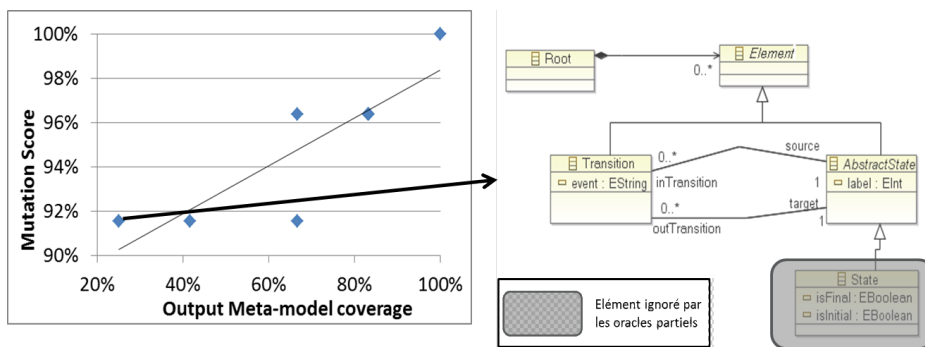 100%
98%
96%
94%
92%
90%
Mutation Score
20%
40%
60%
80%
100%
Output Meta-model coverage
Root
Element
0..*
Transition
event : EString
AbstractState
label : EInt
0..*
inTransition
source
1
0..*
outTransition
target
1
State
isFinal : EBoolean
isInitial : EBoolean
Elément ignoré par
les oracles partiels